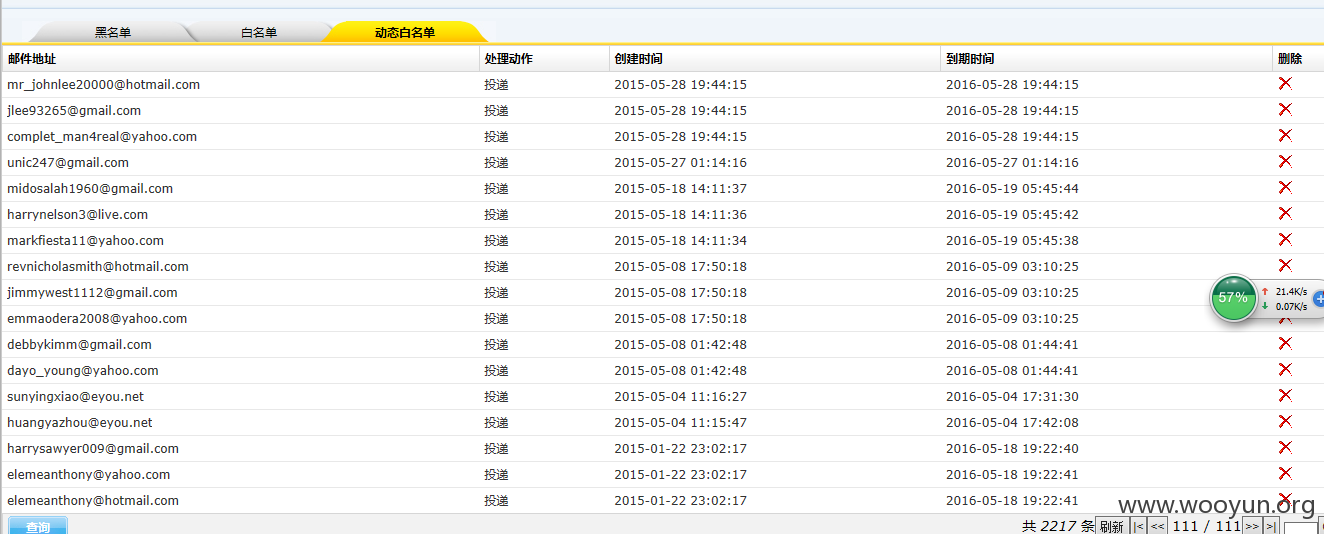 黑名单 白名单 动态白名单
邮件地址 处理动作 创建时间 到期时间 删除
mr_johnlee20000@hotmail.com 投递 2015-05-28 19:44:15 2016-05-28 19:44:15
jlee93265@gmail.com 投递 2015-05-28 19:44:15 2016-05-28 19:44:15
complet_man4real@yahoo.com 投递 2015-05-28 19:44:15 2016-05-28 19:44:15
unic247@gmail.com 投递 2015-05-27 01:14:16 2016-05-27 01:14:16
midosalah1960@gmail.com 投递 2015-05-18 14:11:37 2016-05-19 05:45:44
harrynelson3@live.com 投递 2015-05-18 14:11:36 2016-05-19 05:45:42
markfiesta11@yahoo.com 投递 2015-05-18 14:11:34 2016-05-19 05:45:38
revnicholasmith@hotmail.com 投递 2015-05-08 17:50:18 2016-05-09 03:10:25
jimmywest1112@gmail.com 投递 2015-05-08 17:50:18 2016-05-09 03:10:25
57% 21.4K/s
0.07K/s
emmaodera2008@yahoo.com 投递 2015-05-08 17:50:18 2016-05-09 03:10:25
debbykimm@gmail.com 投递 2015-05-08 01:42:48 2016-05-08 01:44:41
dayo_young@yahoo.com 投递 2015-05-08 01:42:48 2016-05-08 01:44:41
sunyingxiao@eyou.net 投递 2015-05-04 11:16:27 2016-05-04 17:31:30
huangyazhou@eyou.net 投递 2015-05-04 11:15:47 2016-05-04 17:42:08
harrysawyer009@gmail.com 投递 2015-01-22 23:02:17 2016-05-18 19:22:40
elemeanthony@yahoo.com 投递 2015-01-22 23:02:17 2016-05-18 19:22:41
elemeanthony@hotmail.com 投递 2015-01-22 23:02:17 2016-05-18 19:22:41
www.wooyun.org
查询 共 2217 条 刷新 |< << 111 / 111 >> >|